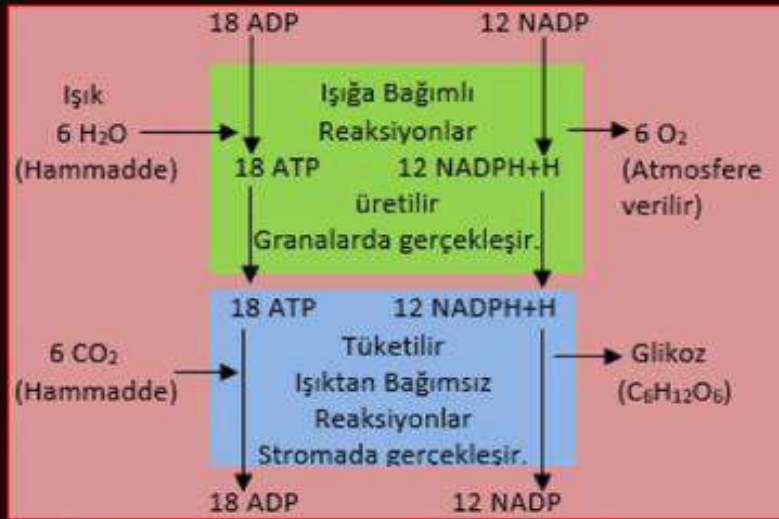 18 ADP
12 NADP
Işık
6 H₂O
(Hammadde)
Işığa Bağımlı
Reaksiyonlar
18 ATP
12 NADPH+H
üretilir
Granalarda gerçekleşir.
6 O₂
(Atmosfere
verilir)
18 ATP
12 NADPH+H
Tüketilir
Işıktan Bağımsız
Reaksiyonlar
Stromada gerçekleşir.
6 CO₂
(Hammadde)
Glikoz
(C₆H₁₂O₆)
18 ADP
12 NADP